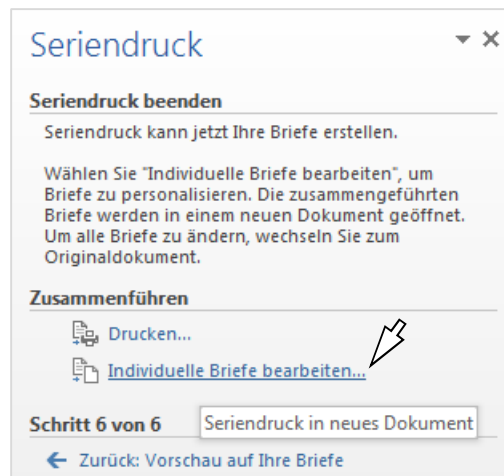 Seriendruck
Seriendruck beenden
Seriendruck kann jetzt Ihre Briefe erstellen.
Wählen Sie "Individuelle Briefe bearbeiten", um
Briefe zu personalisieren. Die zusammengeführten
Briefe werden in einem neuen Dokument geöffnet.
Um alle Briefe zu ändern, wechseln Sie zum
Originaldokument.
Zusammenführen
Drucken...
Individuelle Briefe bearbeiten...
Schritt 6 von 6
Seriendruck in neues Dokument
Zurück: Vorschau auf Ihre Briefe